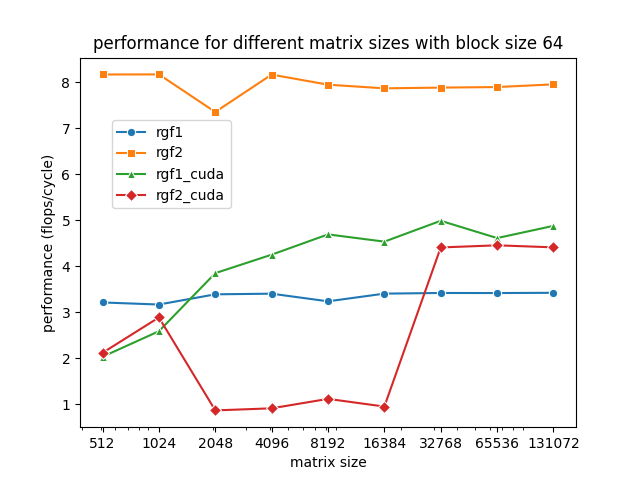 performance for different matrix sizes with block size 64
performance (flops/cycle)
8
7
6
5
4
3
2
1
rgf1
rgf2
rgf1_cuda
rgf2_cuda
512 1024 2048 4096 8192 16384 32768 65536 131072
matrix size